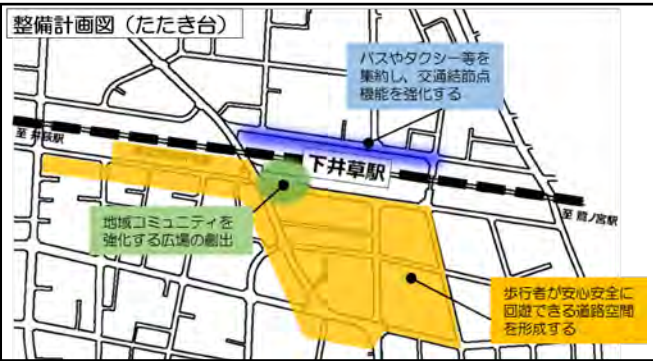 整備計画図（たたき台）
バスやタクシー等を
集約し、交通結節点
機能を強化する
至 井荻駅
下井草駅
至 鷺ノ宮駅
地域コミュニティを
強化する広場の創出
歩行者が安心安全に
回遊できる道路空間
を形成する